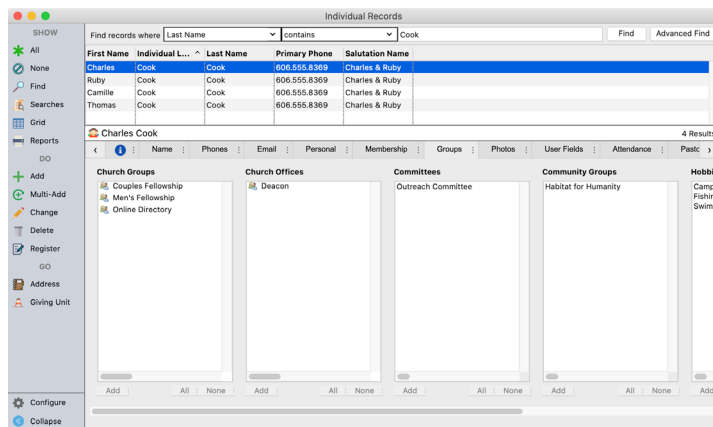 Individual Records
SHOW
All
None
Find
Searches
Grid
Reports
DO
Add
Multi-Add
Change
Delete
Register
GO
Address
Giving Unit
Configure
Collapse
Find records where Last Name contains Cook Find Advanced Find
First Name Individual L... Last Name Primary Phone Salutation Name
Charles Cook Cook 606.555.8369 Charles & Ruby
Ruby Cook Cook 606.555.8369 Charles & Ruby
Camille Cook Cook 606.555.8369 Charles & Ruby
Thomas Cook Cook 606.555.8369 Charles & Ruby
Charles Cook 4 Results
Name Phones Email Personal Membership Groups Photos User Fields Attendance Pasto
Church Groups Church Offices Committees Community Groups Hobbi
Couples Fellowship Deacon Outreach Committee Habitat for Humanity Camp
Men's Fellowship Fishin
Online Directory Swim
Add All None Add All None Add All None Add All None Add